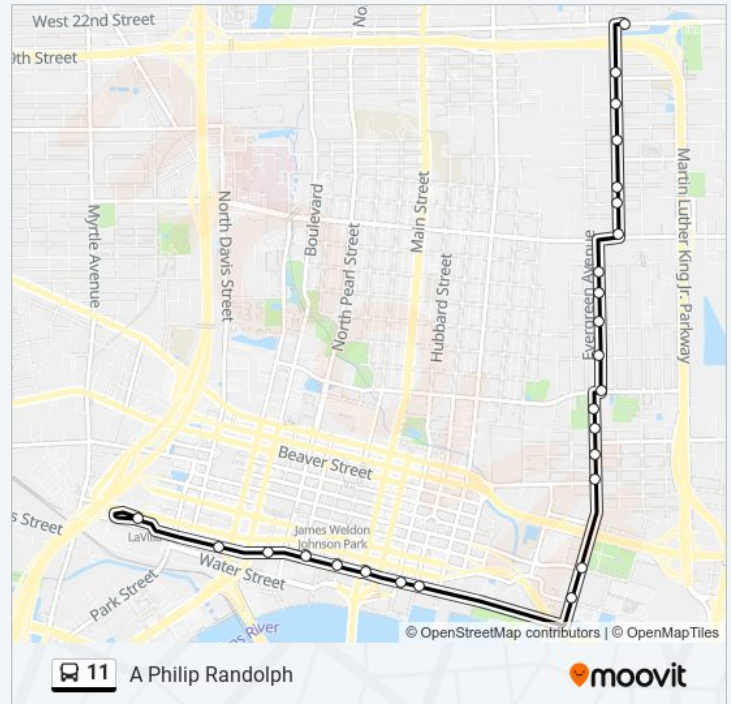 West 22nd Street
No.
9th Street
Martin Luther King Jr. Parkway
Myrtle Avenue
North Davis Street
Boulevard
North Pearl Street
Main Street
Hubbard Street
Evergreen Avenue
Beaver Street
s Street
LaVilla
James Weldon
Johnson Park
Water Street
Park Street
ns River
© OpenStreetMap contributors | © OpenMapTiles
11 A Philip Randolph
moovit